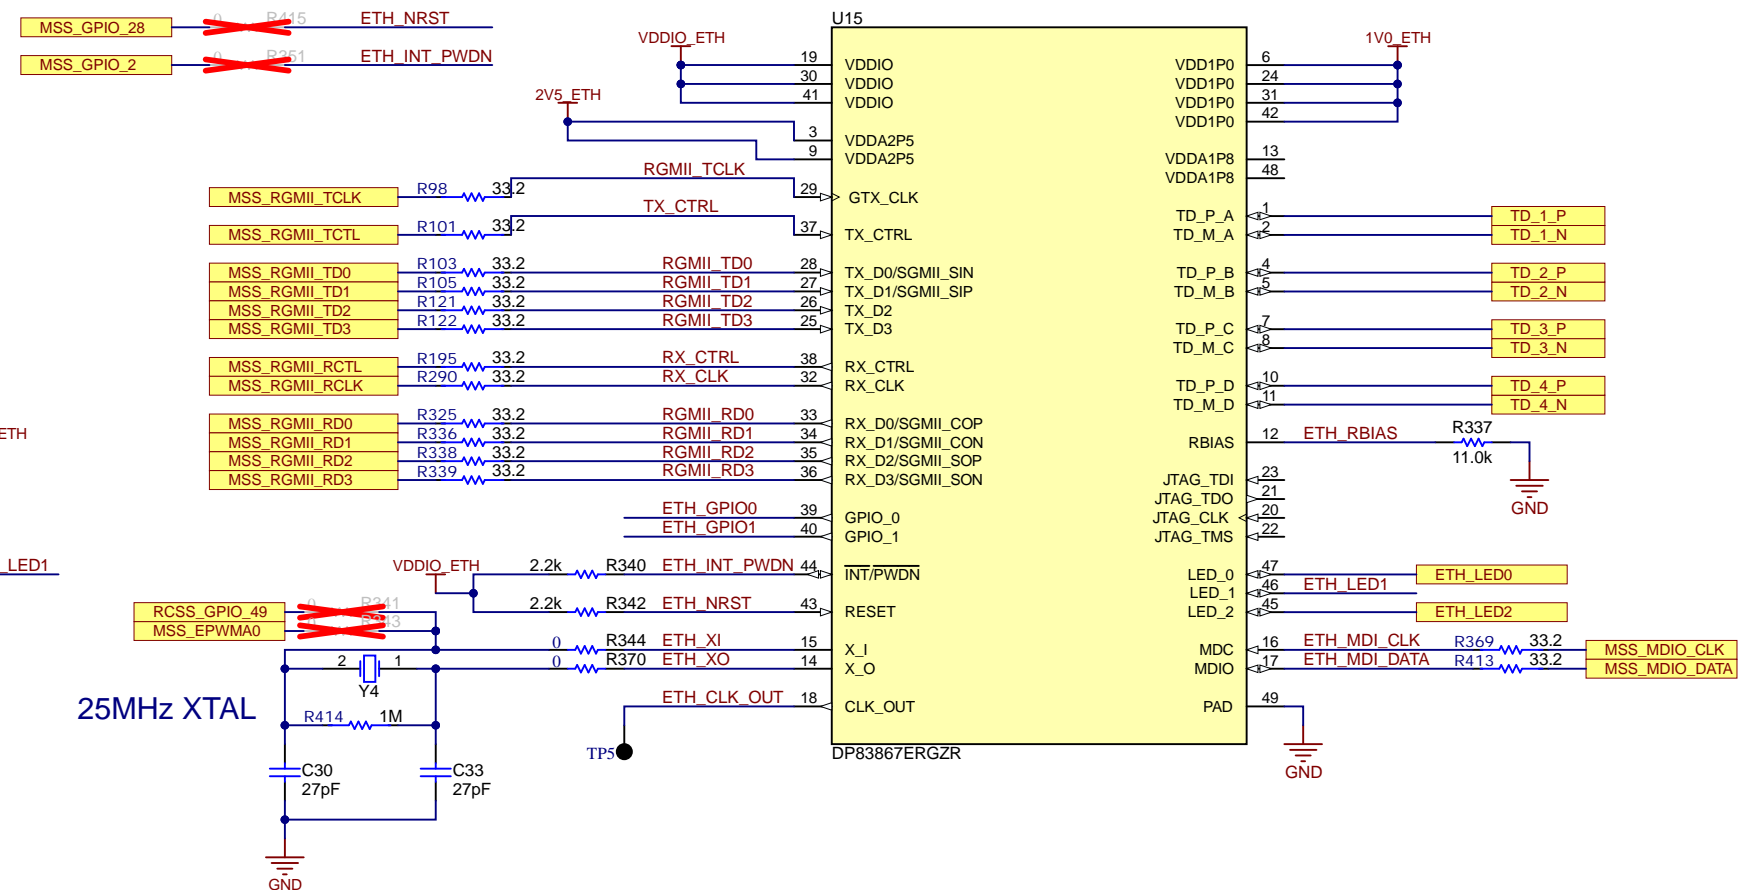 MSS_GPIO_28 0 R415 ETH_NRST
MSS_GPIO_2 0 R351 ETH_INT_PWDN
U15
VDDIO_ETH
1V0_ETH
2V5_ETH
19 VDDIO
30 VDDIO
41 VDDIO
3 VDDA2P5
9 VDDA2P5
MSS_RGMII_TCLK R98 33.2 RGMII_TCLK 29 GTX_CLK
MSS_RGMII_TCTL R101 33.2 TX_CTRL 37 TX_CTRL
MSS_RGMII_TD0 R103 33.2 RGMII_TD0 28 TX_D0/SGMII_SIN
MSS_RGMII_TD1 R105 33.2 RGMII_TD1 27 TX_D1/SGMII_SIP
MSS_RGMII_TD2 R121 33.2 RGMII_TD2 26 TX_D2
MSS_RGMII_TD3 R122 33.2 RGMII_TD3 25 TX_D3
MSS_RGMII_RCTL R195 33.2 RX_CTRL 38 RX_CTRL
MSS_RGMII_RCLK R290 33.2 RX_CLK 32 RX_CLK
MSS_RGMII_RD0 R325 33.2 RGMII_RD0 33 RX_D0/SGMII_COP
MSS_RGMII_RD1 R336 33.2 RGMII_RD1 34 RX_D1/SGMII_CON
MSS_RGMII_RD2 R338 33.2 RGMII_RD2 35 RX_D2/SGMII_SOP
MSS_RGMII_RD3 R339 33.2 RGMII_RD3 36 RX_D3/SGMII_SON
ETH
ETH_GPIO0 39 GPIO_0
ETH_GPIO1 40 GPIO_1
_LED1
VDDIO_ETH
2.2k R340 ETH_INT_PWDN 44 INT/PWDN
2.2k R342 ETH_NRST 43 RESET
RCSS_GPIO_49 0 R341
MSS_EPWMA0 0 R343
0 R344 ETH_XI 15 X_I
0 R370 ETH_XO 14 X_O
2 1
Y4
25MHz XTAL
R414 1M
ETH_CLK_OUT 18 CLK_OUT
TP5
C30
27pF
C33
27pF
GND
VDD1P0 6
VDD1P0 24
VDD1P0 31
VDD1P0 42
VDDA1P8 13
VDDA1P8 48
TD_P_A 1 TD_1_P
TD_M_A 2 TD_1_N
TD_P_B 4 TD_2_P
TD_M_B 5 TD_2_N
TD_P_C 7 TD_3_P
TD_M_C 8 TD_3_N
TD_P_D 10 TD_4_P
TD_M_D 11 TD_4_N
RBIAS 12 ETH_RBIAS R337
11.0k
GND
JTAG_TDI 23
JTAG_TDO 21
JTAG_CLK 20
JTAG_TMS 22
LED_0 47 ETH_LED0
LED_1 46 ETH_LED1
LED_2 45 ETH_LED2
MDC 16 ETH_MDI_CLK R369 33.2 MSS_MDIO_CLK
MDIO 17 ETH_MDI_DATA R413 33.2 MSS_MDIO_DATA
PAD 49
GND
DP83867ERGZR